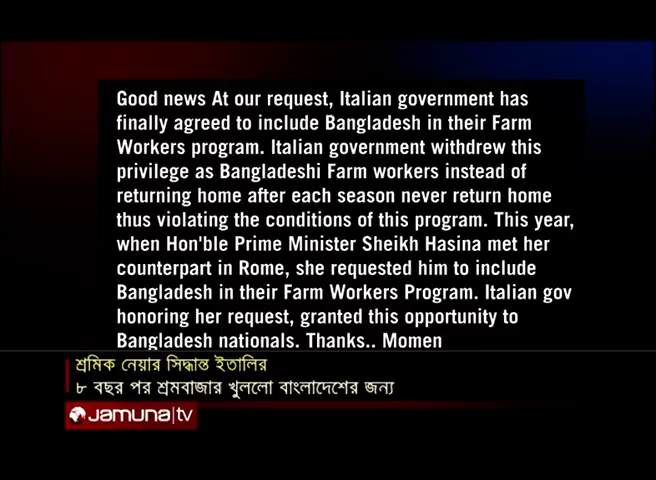 Good news At our request, Italian government has
finally agreed to include Bangladesh in their Farm
Workers program. Italian government withdrew this
privilege as Bangladeshi Farm workers instead of
returning home after each season never return home
thus violating the conditions of this program. This year,
when Hon'ble Prime Minister Sheikh Hasina met her
counterpart in Rome, she requested him to include
Bangladesh in their Farm Workers Program. Italian gov
honoring her request, granted this opportunity to
Bangladesh nationals. Thanks.. Momen
শ্রমিক নেয়ার সিদ্ধান্ত ইতালির
৮ বছর পর শ্রমবাজার খুললো বাংলাদেশের জন্য
Jamuna|tv